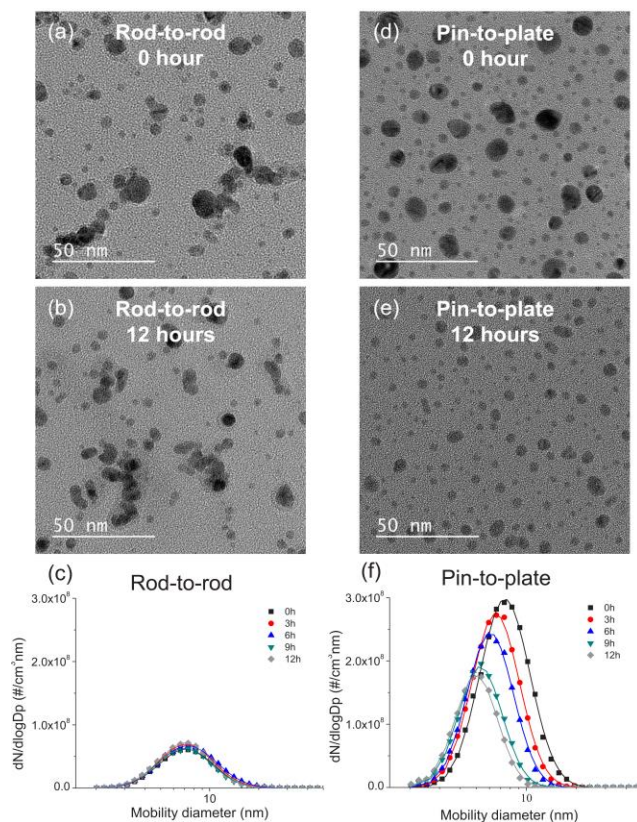 (a) Rod-to-rod
0 hour
50 nm
(d) Pin-to-plate
0 hour
50 nm
(b) Rod-to-rod
12 hours
50 nm
(e) Pin-to-plate
12 hours
50 nm
(c) Rod-to-rod
3.0x10⁸
2.0x10⁸
1.0x10⁸
0.0
dN/dlogDp (#/cm³nm)
0h
3h
6h
9h
12h
10
Mobility diameter (nm)
(f) Pin-to-plate
3.0x10⁸
2.0x10⁸
1.0x10⁸
0.0
dN/dlogDp (#/cm³nm)
0h
3h
6h
9h
12h
10
Mobility diameter (nm)